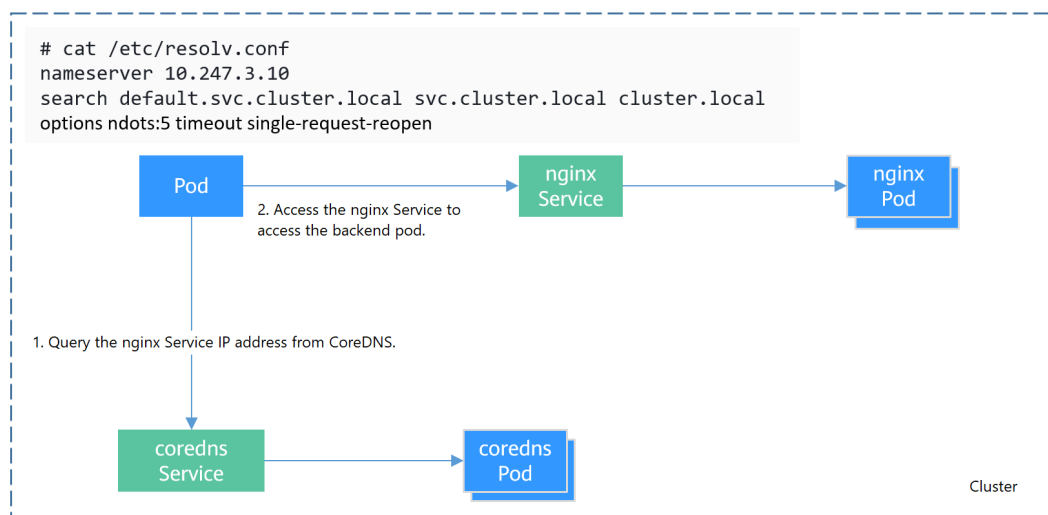 # cat /etc/resolv.conf
nameserver 10.247.3.10
search default.svc.cluster.local svc.cluster.local cluster.local
options ndots:5 timeout single-request-reopen
Pod
nginx
Service
nginx
Pod
2. Access the nginx Service to
access the backend pod.
1. Query the nginx Service IP address from CoreDNS.
coredns
Service
coredns
Pod
Cluster